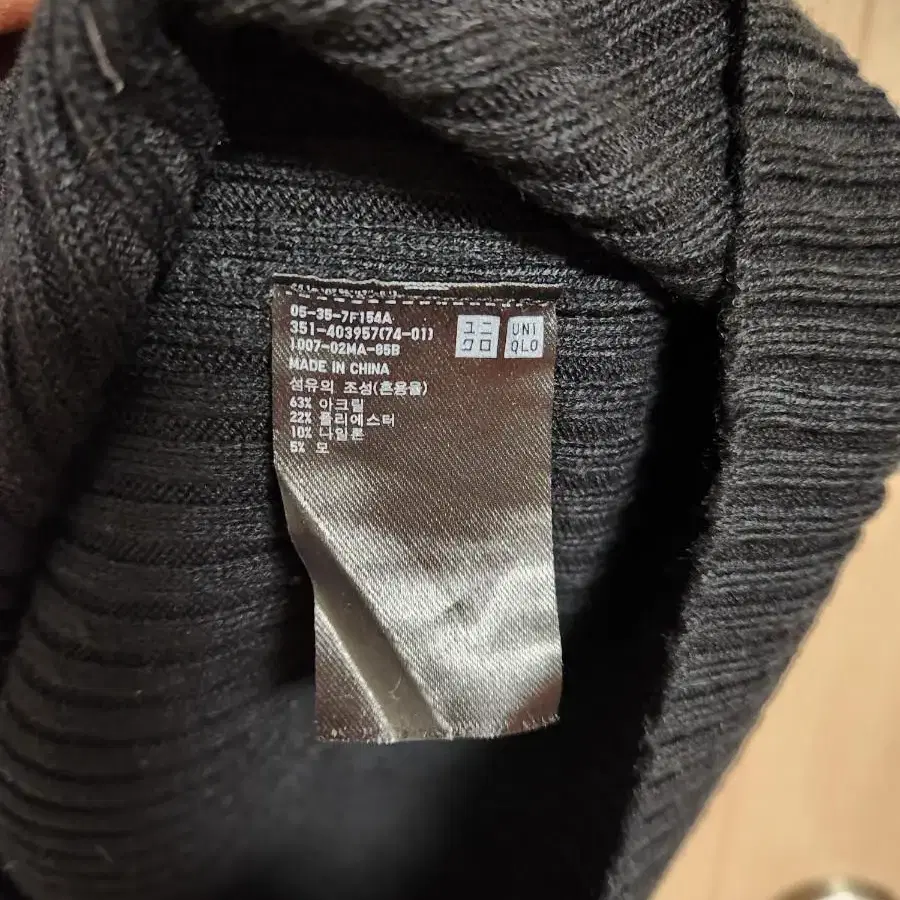 05-35-7F154A
351-403957(74-01)
1007-02MA-05B
MADE IN CHINA
섬유의 조성(혼용율)
63% 아크릴
22% 폴리에스터
10% 나일론
5% 모
ユニ
クロ
UNI
QLO